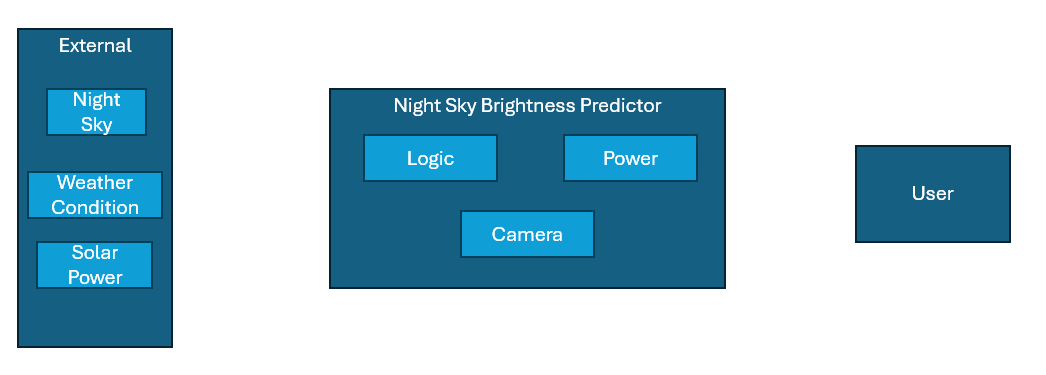 External
Night
Sky
Weather
Condition
Solar
Power
Night Sky Brightness Predictor
Logic
Power
Camera
User